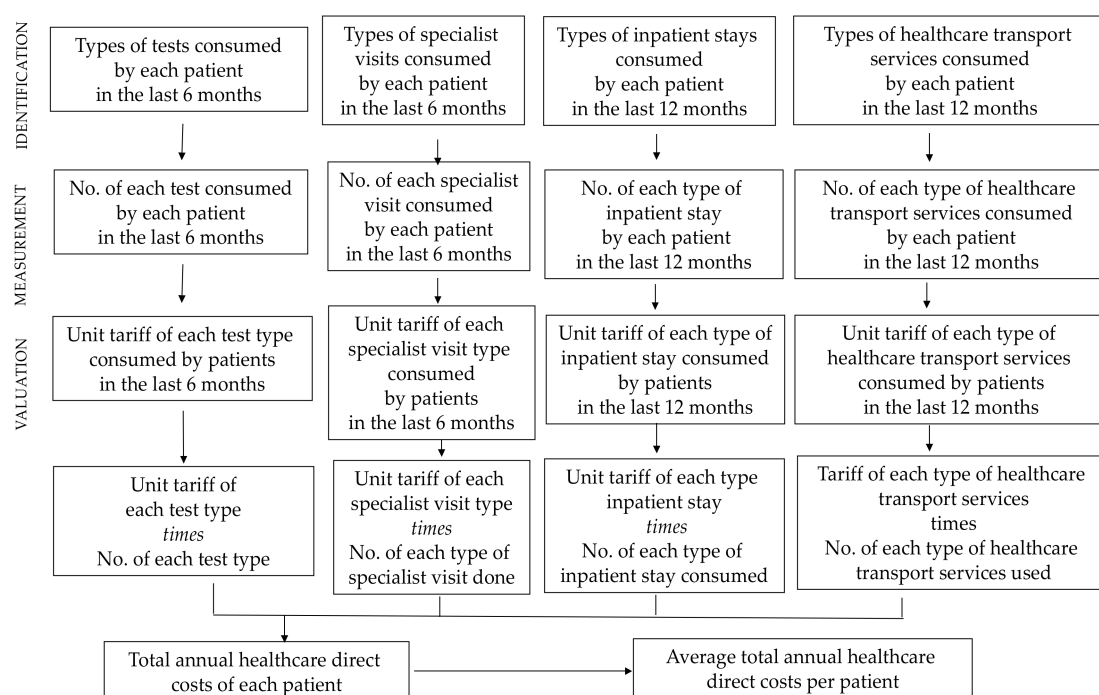 IDENTIFICATION
Types of tests consumed
by each patient
in the last 6 months
Types of specialist
visits consumed
by each patient
in the last 6 months
Types of inpatient stays
consumed
by each patient
in the last 12 months
Types of healthcare transport
services consumed
by each patient
in the last 12 months
MEASUREMENT
No. of each test consumed
by each patient
in the last 6 months
No. of each specialist
visit consumed
by each patient
in the last 6 months
No. of each type of
inpatient stay
by each patient
in the last 12 months
No. of each type of healthcare
transport services consumed
by each patient
in the last 12 months
VALUATION
Unit tariff of each test type
consumed by patients
in the last 6 months
Unit tariff of each
specialist visit type
consumed
by patients
in the last 6 months
Unit tariff of each type of
inpatient stay consumed
by patients
in the last 12 months
Unit tariff of each type of
healthcare transport services
consumed by patients
in the last 12 months
Unit tariff of
each test type
times
No. of each test type
Unit tariff of each
specialist visit type
times
No. of each type of
specialist visit done
Unit tariff of each type
inpatient stay
times
No. of each type of
inpatient stay consumed
Tariff of each type of healthcare
transport services
times
No. of each type of healthcare
transport services used
Total annual healthcare direct
costs of each patient
Average total annual healthcare
direct costs per patient